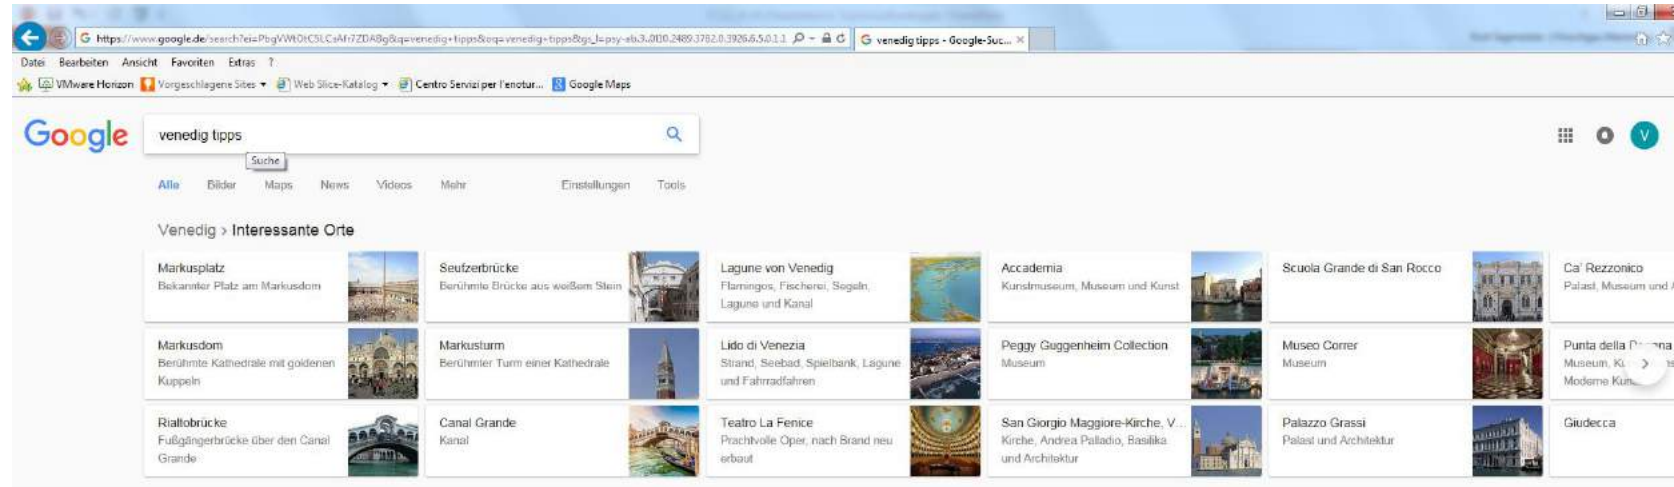 https://www.google.de/search?
venedig tipps - Google-Suc...
Datei Bearbeiten Ansicht Favoriten Extras ?
VMware Horizon Vorgeschlagene Sites Web Slice-Katalog Centro Servizi per l'enotur... Google Maps
Google venedig tipps V
Suche
Alle Bilder Maps News Videos Mehr Einstellungen Tools
Venedig > Interessante Orte
Markusplatz
Bekannter Platz am Markusdom
Seufzerbrücke
Berühmte Brücke aus weißem Stein
Lagune von Venedig
Flamingos, Fischerei, Segeln,
Lagune und Kanal
Accademia
Kunstmuseum, Museum und Kunst
Scuola Grande di San Rocco
Ca' Rezzonico
Palast, Museum und
Markusdom
Berühmte Kathedrale mit goldenen
Kuppeln
Markusturm
Berühmter Turm einer Kathedrale
Lido di Venezia
Strand, Seebad, Spielbank, Lagune
und Fahrradfahren
Peggy Guggenheim Collection
Museum
Museo Correr
Museum
Punta della
Museum,
Moderne
Rialtobrücke
Fußgängerbrücke über den Canal
Grande
Canal Grande
Kanal
Teatro La Fenice
Prachtvolle Oper, nach Brand neu
erbaut
San Giorgio Maggiore-Kirche, V...
Kirche, Andrea Palladio, Basilika
und Architektur
Palazzo Grassi
Palast und Architektur
Giudecca